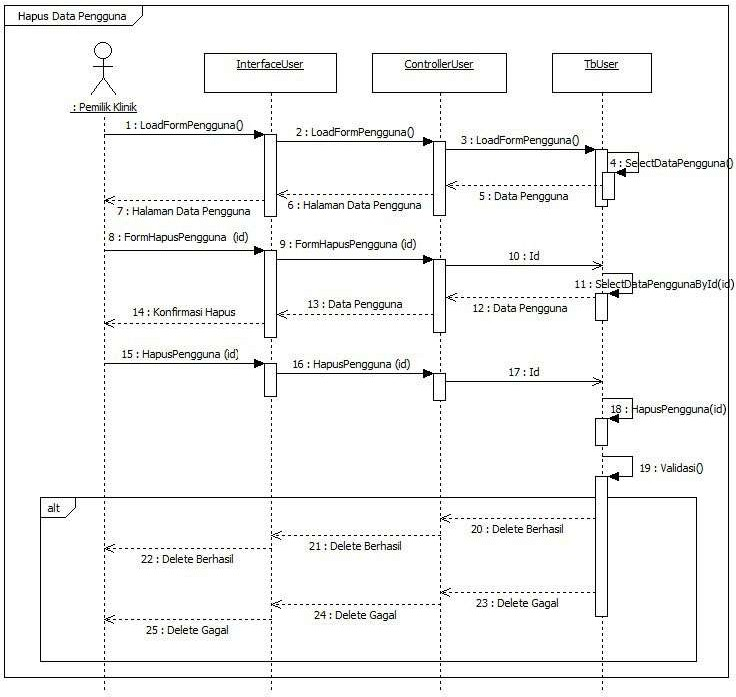 Hapus Data Pengguna
InterfaceUser
ControllerUser
TbUser
: Pemilik Klinik
1 : LoadFormPengguna()
2 : LoadFormPengguna()
3 : LoadFormPengguna()
4 : SelectDataPengguna()
5 : Data Pengguna
6 : Halaman Data Pengguna
7 : Halaman Data Pengguna
8 : FormHapusPengguna (id)
9 : FormHapusPengguna (id)
10 : Id
11 : SelectDataPenggunaById(id)
12 : Data Pengguna
13 : Data Pengguna
14 : Konfirmasi Hapus
15 : HapusPengguna (id)
16 : HapusPengguna (id)
17 : Id
18 : HapusPengguna(id)
19 : Validasi()
alt
20 : Delete Berhasil
21 : Delete Berhasil
22 : Delete Berhasil
23 : Delete Gagal
24 : Delete Gagal
25 : Delete Gagal